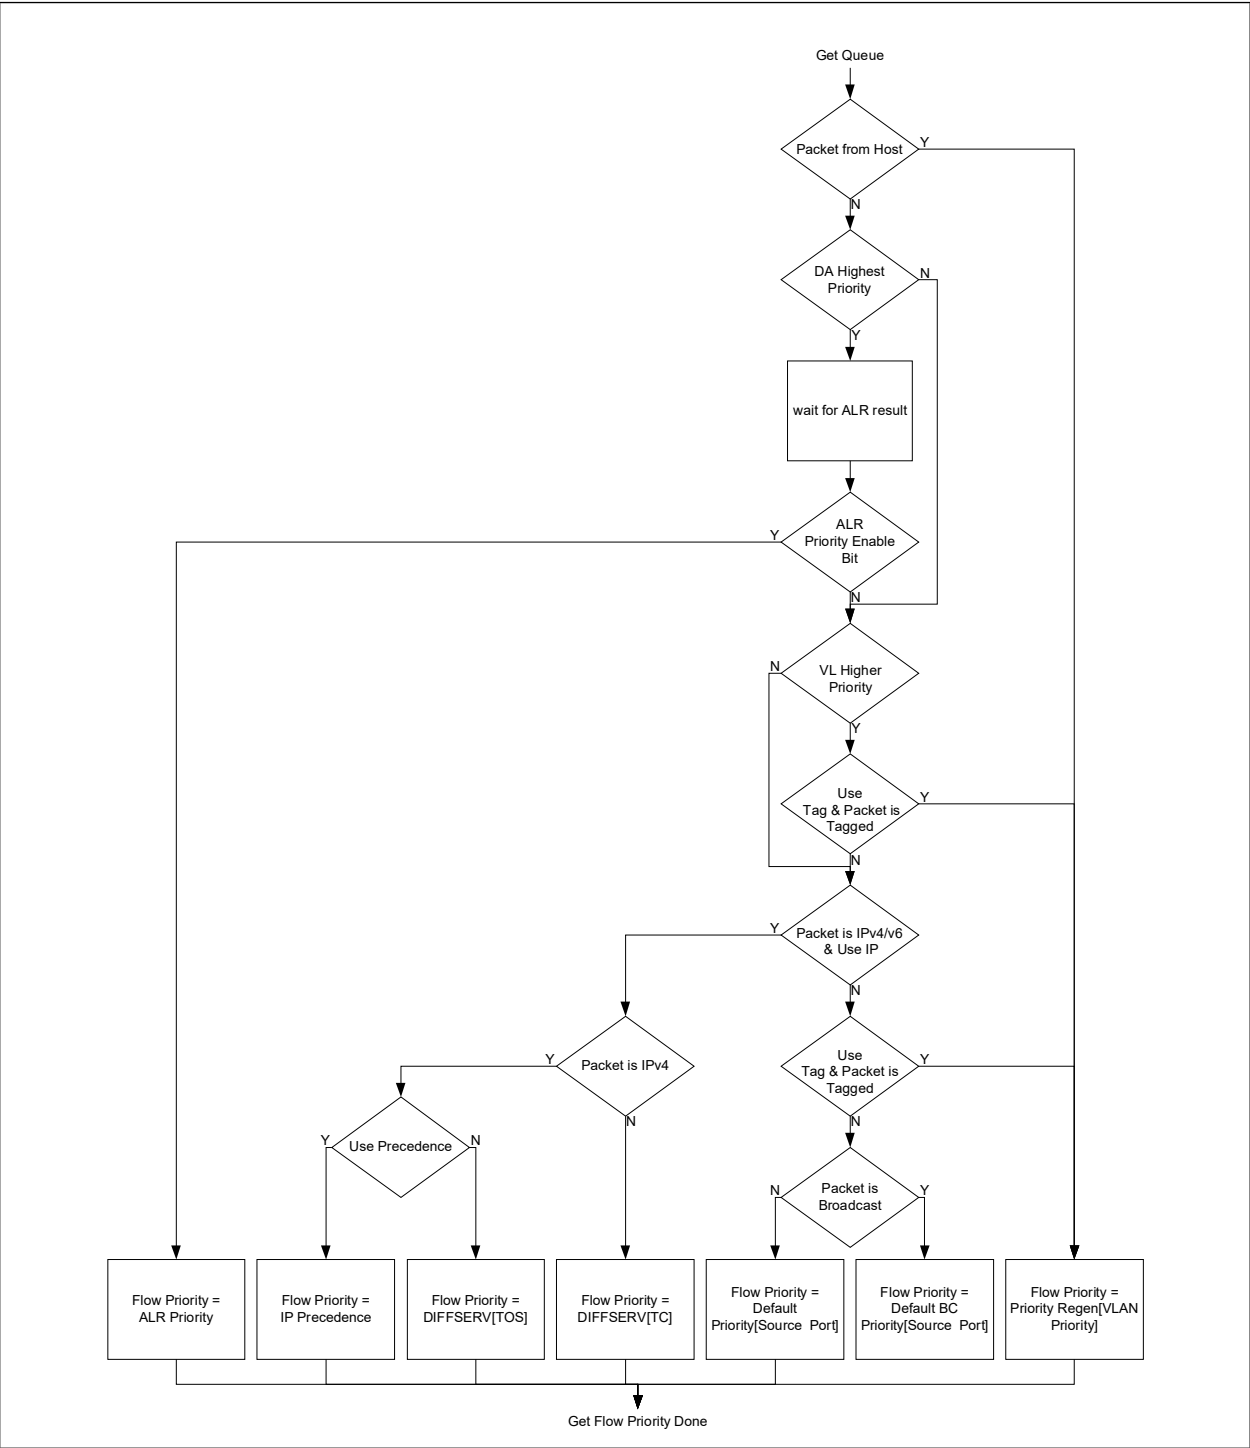 Get Queue
Packet from Host
Y
N
DA Highest
Priority
N
Y
wait for ALR result
ALR
Priority Enable
Bit
Y
N
VL Higher
Priority
N
Y
Use
Tag & Packet is
Tagged
Y
N
Packet is IPv4/v6
& Use IP
Y
N
Packet is IPv4
Y
N
Use
Tag & Packet is
Tagged
Y
N
Use Precedence
Y
N
Packet is
Broadcast
N
Y
Flow Priority =
ALR Priority
Flow Priority =
IP Precedence
Flow Priority =
DIFFSERV[TOS]
Flow Priority =
DIFFSERV[TC]
Flow Priority =
Default
Priority[Source Port]
Flow Priority =
Default BC
Priority[Source Port]
Flow Priority =
Priority Regen[VLAN
Priority]
Get Flow Priority Done